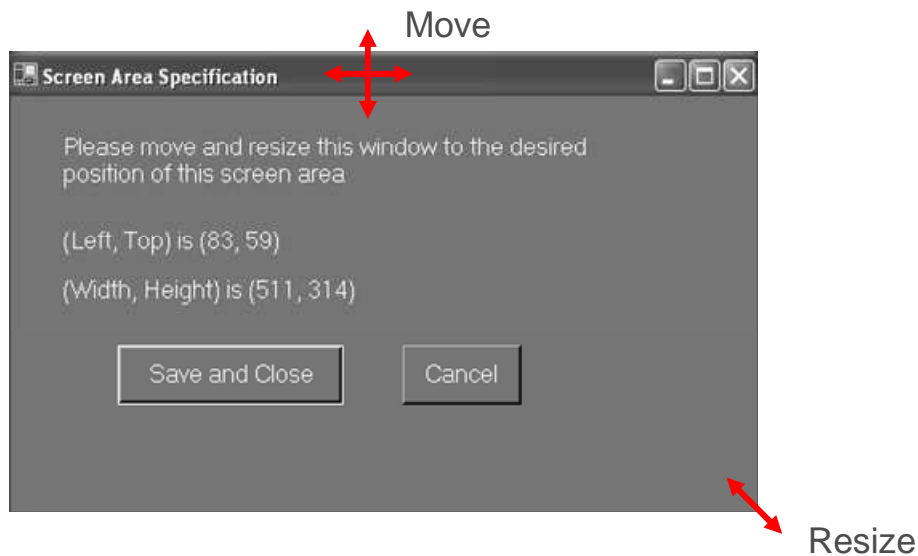 Move
Screen Area Specification
Please move and resize this window to the desired
position of this screen area
(Left, Top) is (83, 59)
(Width, Height) is (511, 314)
Save and Close
Cancel
Resize